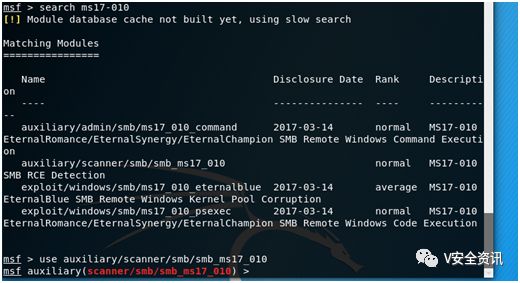 msf > search ms17-010
[!] Module database cache not built yet, using slow search
Matching Modules
================
Name Disclosure Date Rank Descripti
on
---- --------------- ---- ----------
--
auxiliary/admin/smb/ms17_010_command 2017-03-14 normal MS17-010
EternalRomance/EternalSynergy/EternalChampion SMB Remote Windows Command Executi
on
auxiliary/scanner/smb/smb_ms17_010 normal MS17-010
SMB RCE Detection
exploit/windows/smb/ms17_010_eternalblue 2017-03-14 average MS17-010
EternalBlue SMB Remote Windows Kernel Pool Corruption
exploit/windows/smb/ms17_010_psexec 2017-03-14 normal MS17-010
EternalRomance/EternalSynergy/EternalChampion SMB Remote Windows Code Execution
msf > use auxiliary/scanner/smb/smb_ms17_010
msf auxiliary(scanner/smb/smb_ms17_010) >
V安全资讯